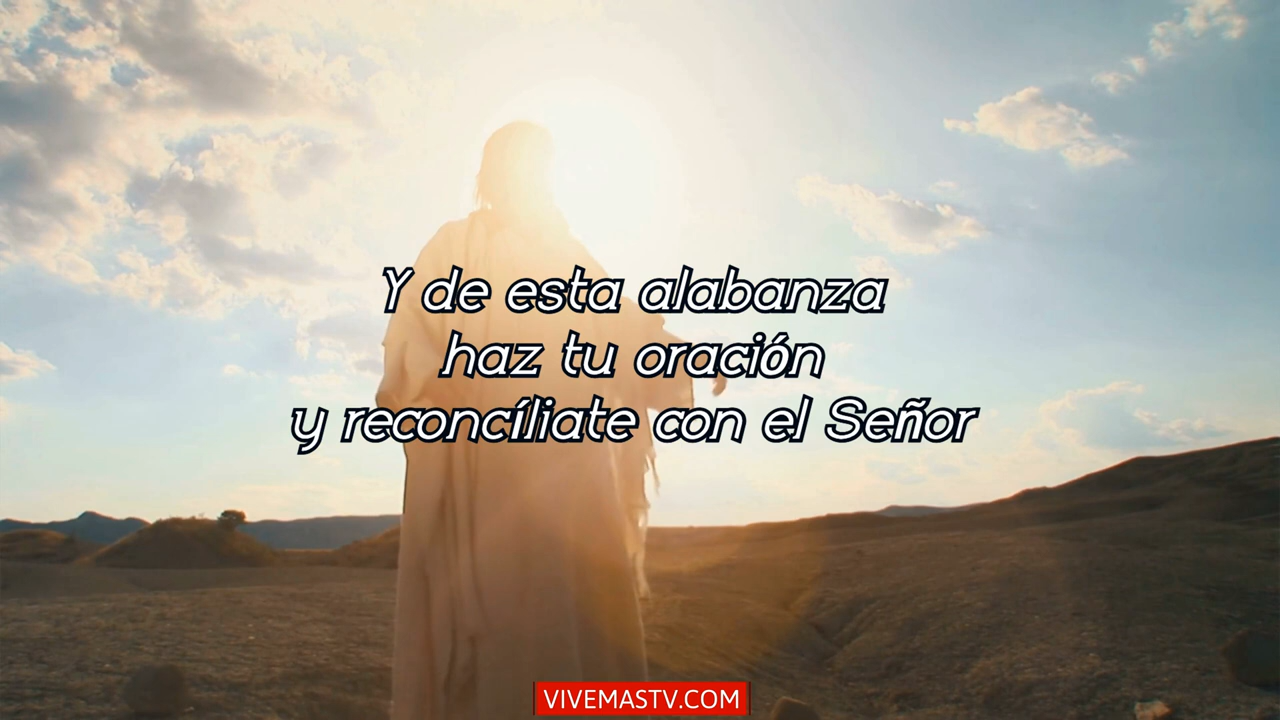 Y de esta alabanza
haz tu oración
y reconcíliate con el Señor
VIVEMASTV.COM